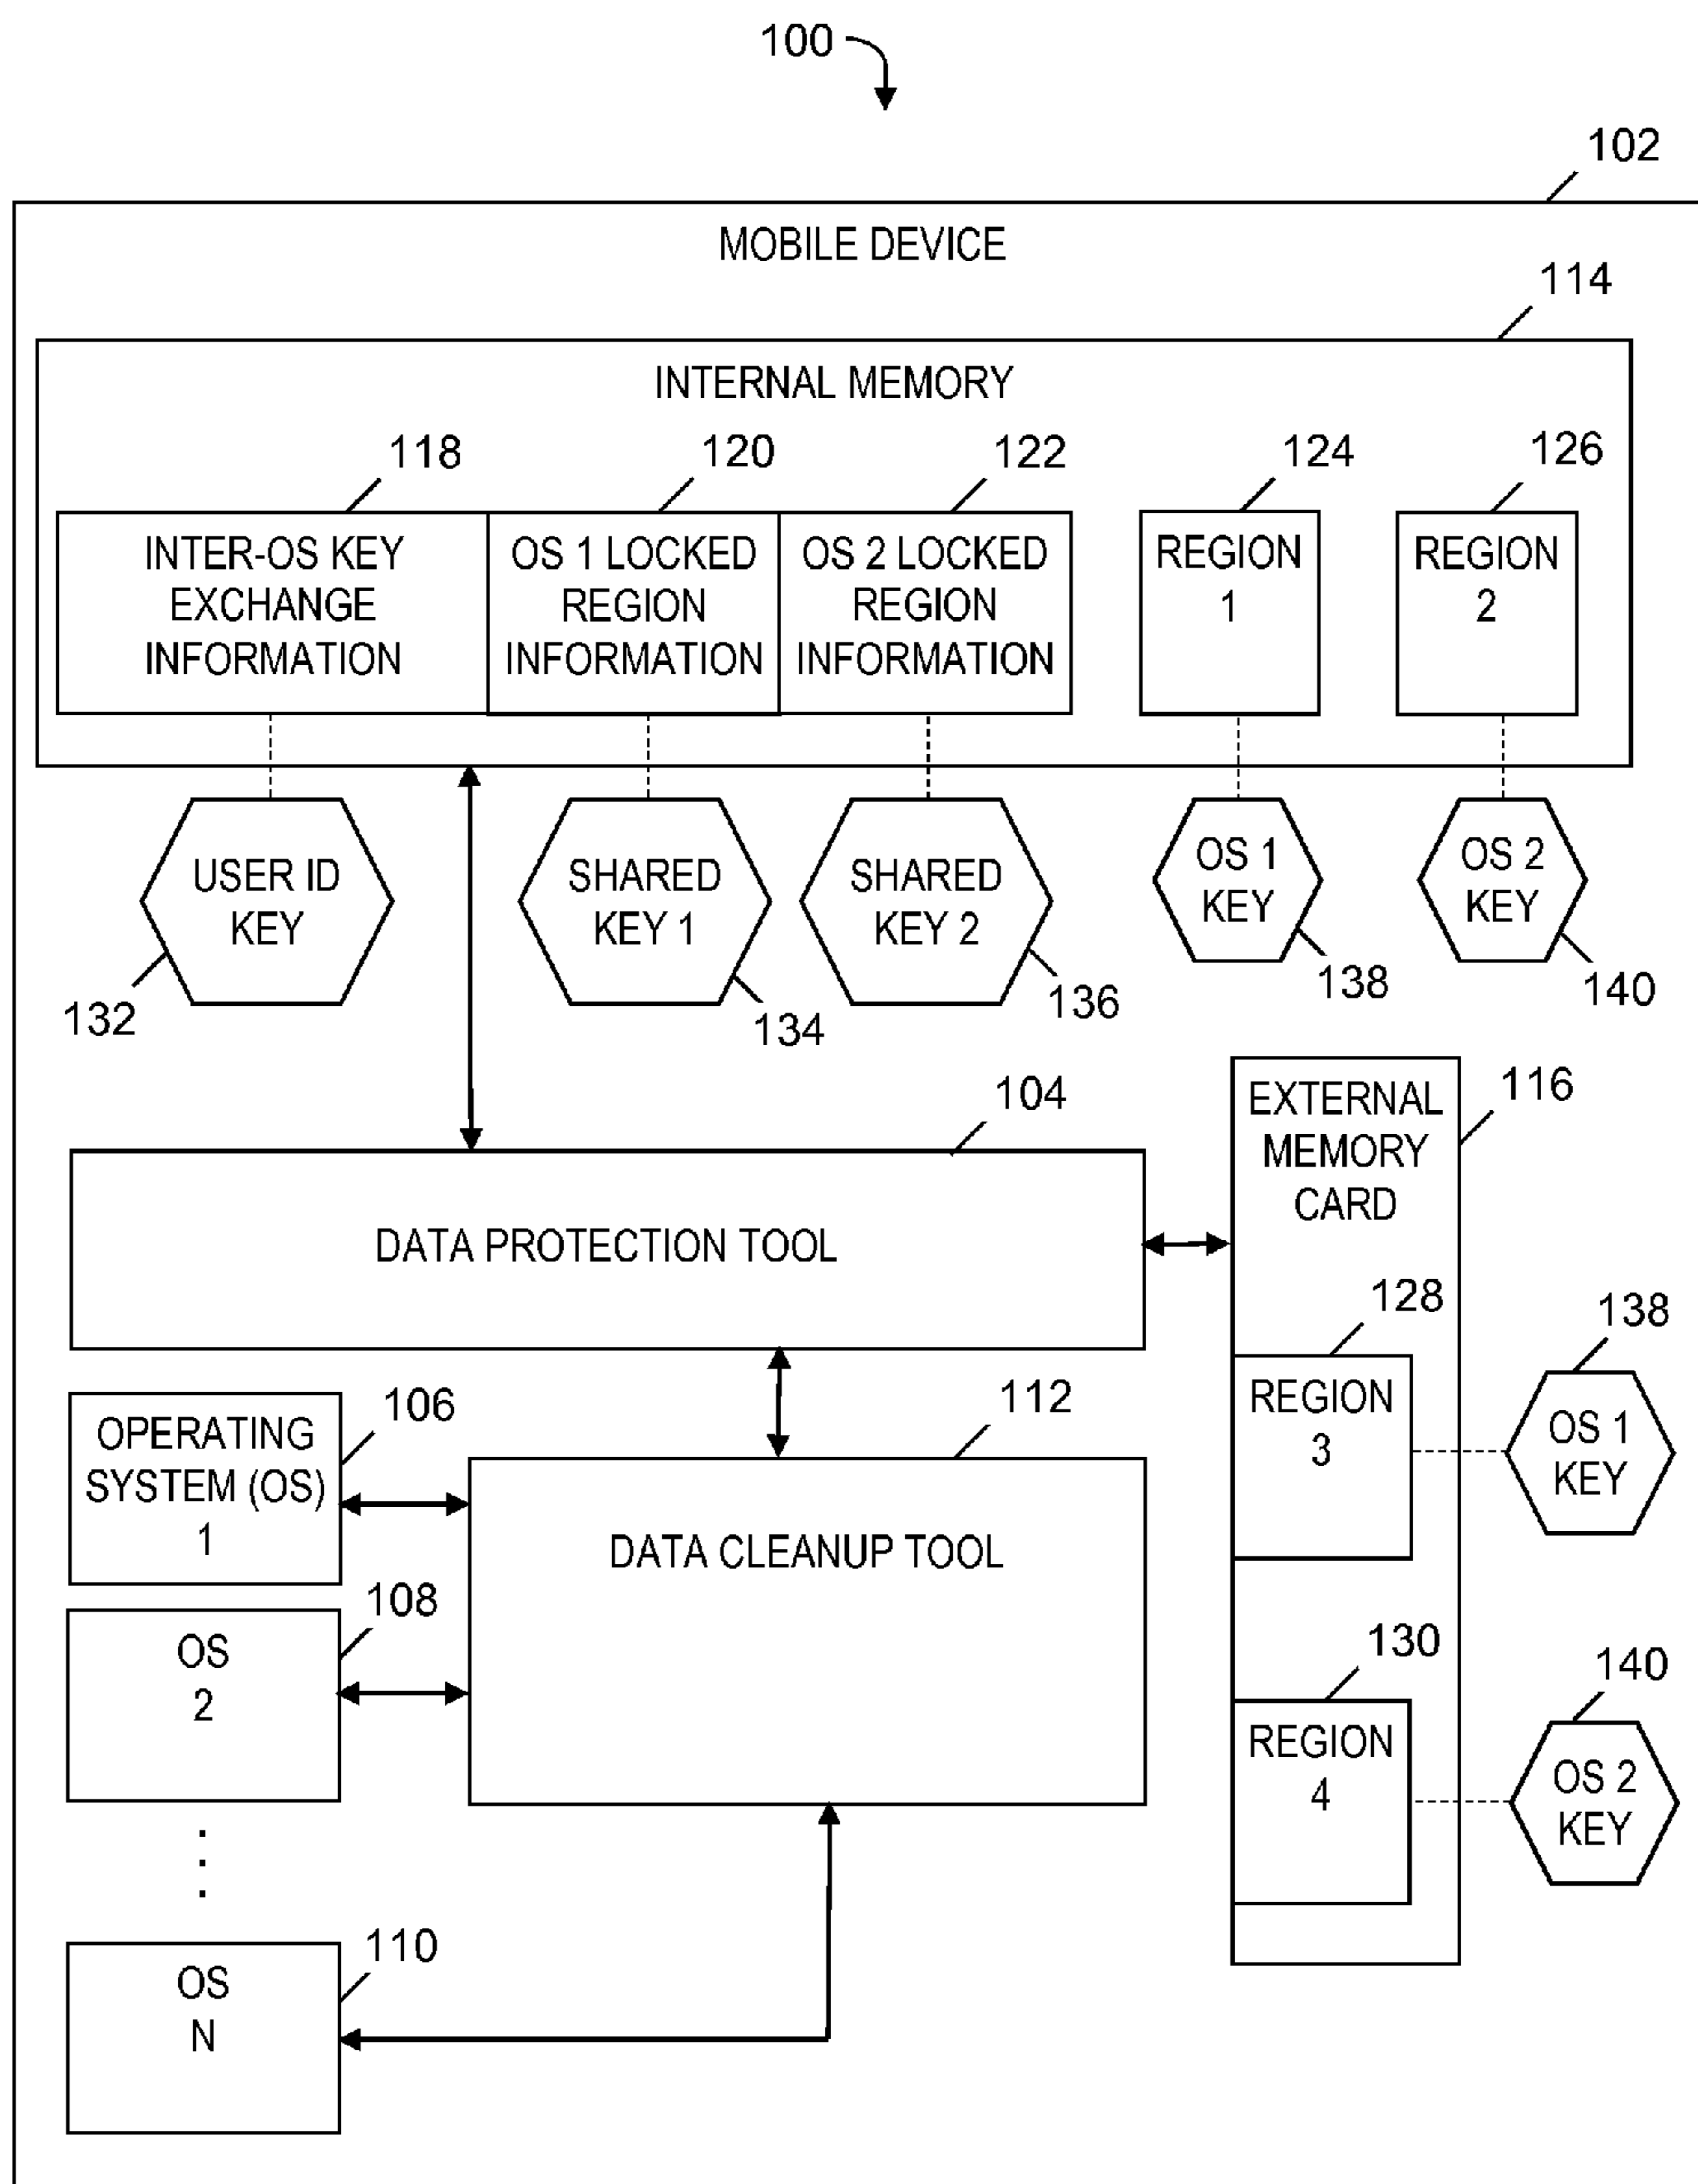 100
102
MOBILE DEVICE
114
INTERNAL MEMORY
118
120
122
124
126
INTER-OS KEY
EXCHANGE
INFORMATION
OS 1 LOCKED
REGION
INFORMATION
OS 2 LOCKED
REGION
INFORMATION
REGION
1
REGION
2
USER ID
KEY
SHARED
KEY 1
SHARED
KEY 2
OS 1
KEY
OS 2
KEY
132
134
136
138
140
104
DATA PROTECTION TOOL
EXTERNAL
MEMORY
CARD
116
128
REGION
3
138
OS 1
KEY
106
OPERATING
SYSTEM (OS)
1
112
DATA CLEANUP TOOL
108
OS
2
130
REGION
4
140
OS 2
KEY
110
OS
N